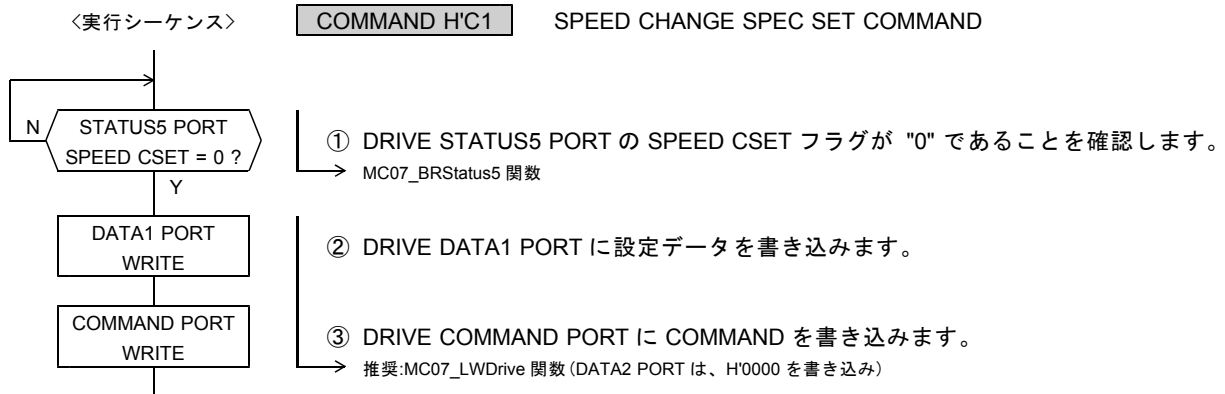 〈実行シーケンス〉 COMMAND H'C1 SPEED CHANGE SPEC SET COMMAND
N
STATUS5 PORT
SPEED CSET = 0 ?
Y
① DRIVE STATUS5 PORT の SPEED CSET フラグが "0" であることを確認します。
MC07_BRStatus5 関数
DATA1 PORT
WRITE
② DRIVE DATA1 PORT に設定データを書き込みます。
COMMAND PORT
WRITE
③ DRIVE COMMAND PORT に COMMAND を書き込みます。
推奨:MC07_LWDrive 関数(DATA2 PORT は、H'0000 を書き込み)